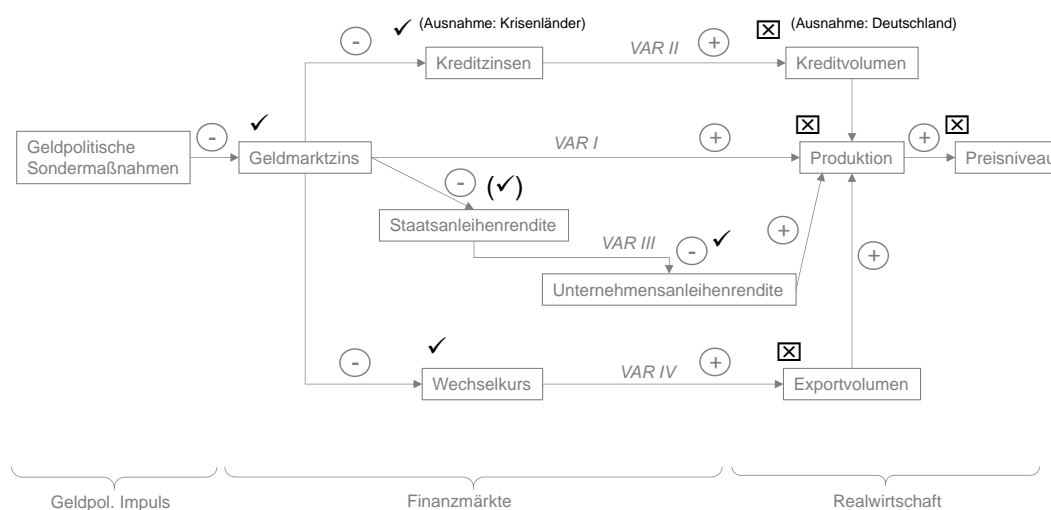 ✓ (Ausnahme: Krisenländer)
☒ (Ausnahme: Deutschland)
-
VAR II
+
Kreditzinsen
Kreditvolumen
Geldpolitische
Sondermaßnahmen
-
✓
Geldmarktzins
VAR I
+
☒
Produktion
+
☒
Preisniveau
-
(✓)
Staatsanleihenrendite
VAR III
-
✓
+
+
Unternehmensanleihenrendite
-
✓
Wechselkurs
VAR IV
+
☒
Exportvolumen
Geldpol. Impuls
Finanzmärkte
Realwirtschaft